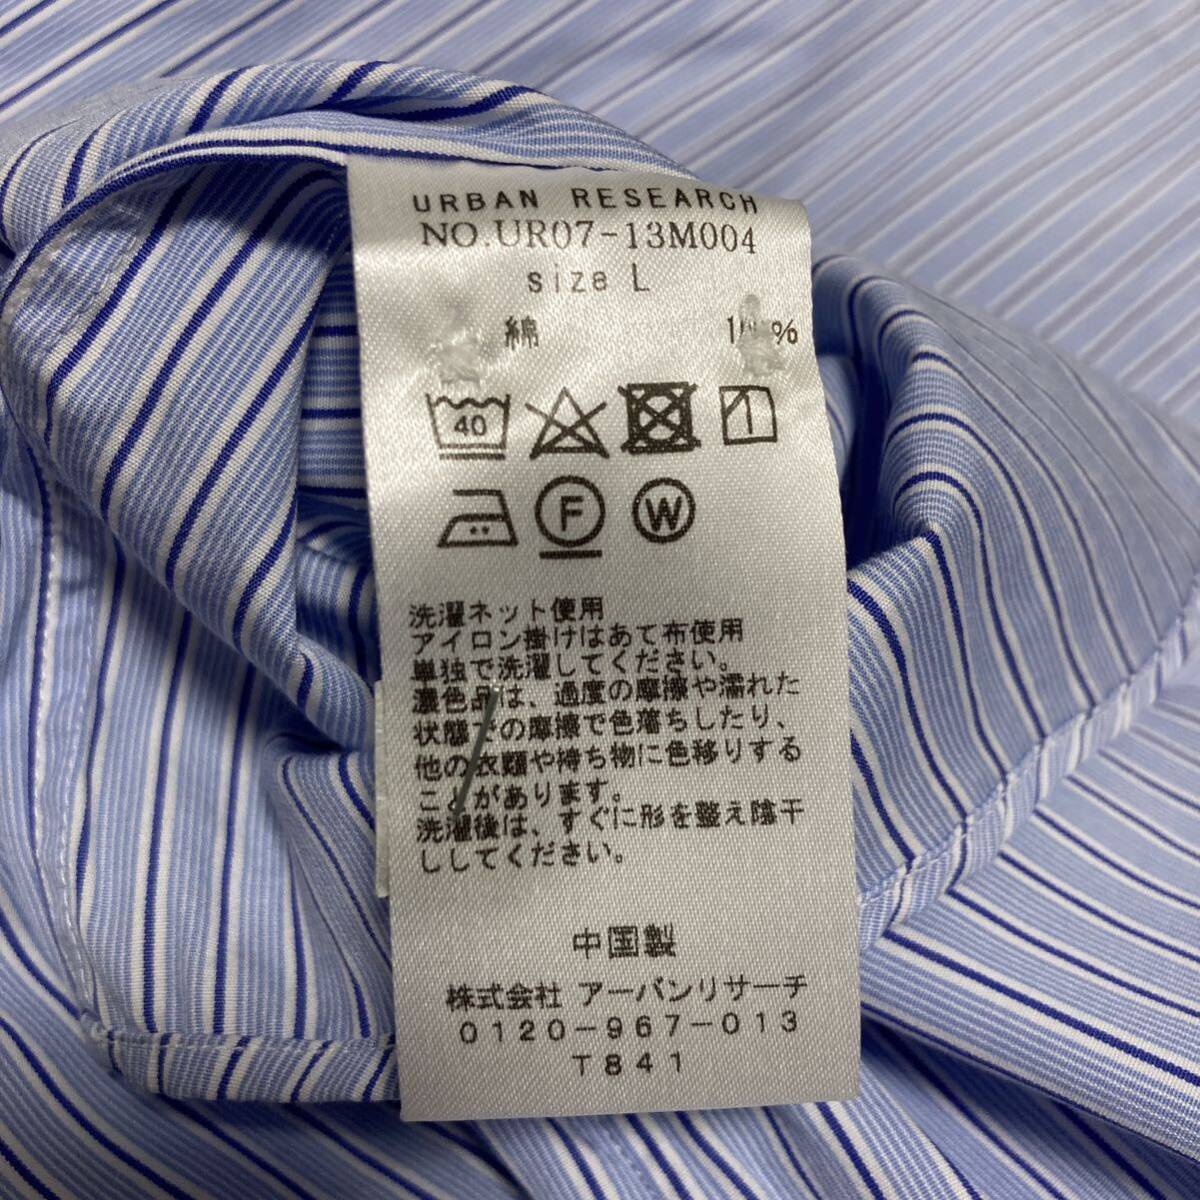 URBAN RESEARCH
NO.UR07-13M004
size L
綿
40
F
W
洗濯ネット使用
アイロン掛けはあて布使用
単独で洗濯してください。
濃色品は、過度の摩擦や濡れた
状態での摩擦で色落ちしたり、
他の衣類や持ち物に色移りする
ことがあります。
洗濯後は、すぐに形を整え陰干
ししてください。
中国製
株式会社 アーバンリサーチ
0120-967-013
T841